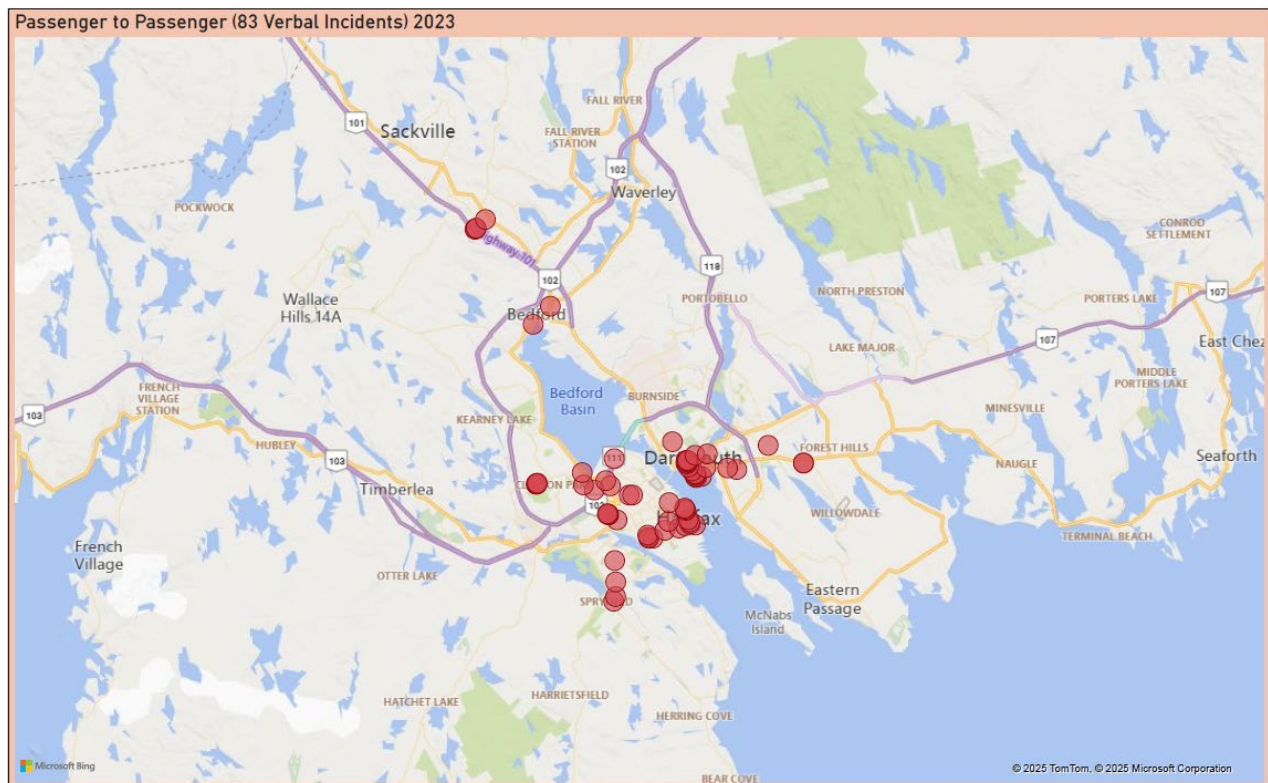 Passenger to Passenger (83 Verbal Incidents) 2023
FALL RIVER
101
Sackville
FALL RIVER
STATION
102
Waverley
POCKWOCK
CONROD
SETTLEMENT
Highway 101
118
102
NORTH PRESTON
PORTOBELLO
PORTERS LAKE
107
Wallace
Hills 14A
Bedford
107
East Chez
LAKE MAJOR
MIDDLE
PORTERS LAKE
FRENCH
VILLAGE
STATION
Bedford
Basin
BURNSIDE
MINESVILLE
103
KEARNEY LAKE
HUBLEY
FOREST HILLS
111
103
Seaforth
NAUGLE
Timberlea
102
WILLOWDALE
TERMINAL BEACH
French
Village
OTTER LAKE
Eastern
Passage
McNabs
Island
HATCHET LAKE
HARRIETSFIELD
HERRING COVE
Microsoft Bing
© 2025 TomTom, © 2025 Microsoft Corporation
BEAR COVE